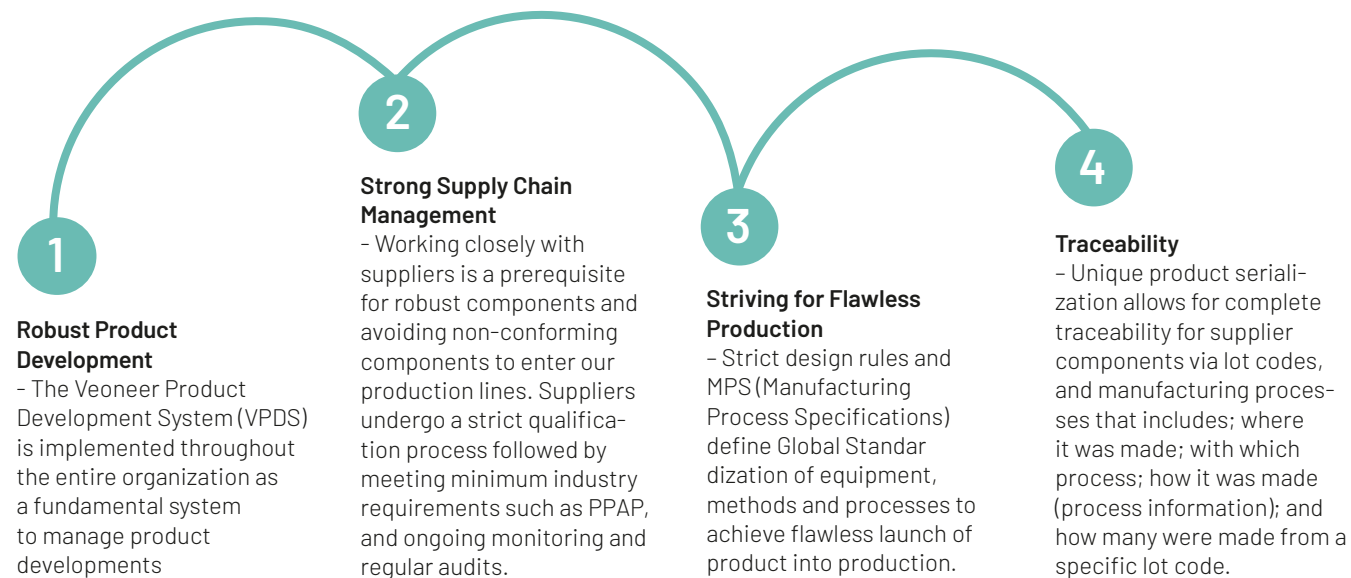 1
Robust Product
Development
- The Veoneer Product
Development System (VPDS)
is implemented throughout
the entire organization as
a fundamental system
to manage product
developments
2
Strong Supply Chain
Management
- Working closely with
suppliers is a prerequisite
for robust components and
avoiding non-conforming
components to enter our
production lines. Suppliers
undergo a strict qualifica-
tion process followed by
meeting minimum industry
requirements such as PPAP,
and ongoing monitoring and
regular audits.
3
Striving for Flawless
Production
– Strict design rules and
MPS (Manufacturing
Process Specifications)
define Global Standar
dization of equipment,
methods and processes to
achieve flawless launch of
product into production.
4
Traceability
– Unique product seriali-
zation allows for complete
traceability for supplier
components via lot codes,
and manufacturing proces-
ses that includes; where
it was made; with which
process; how it was made
(process information); and
how many were made from a
specific lot code.